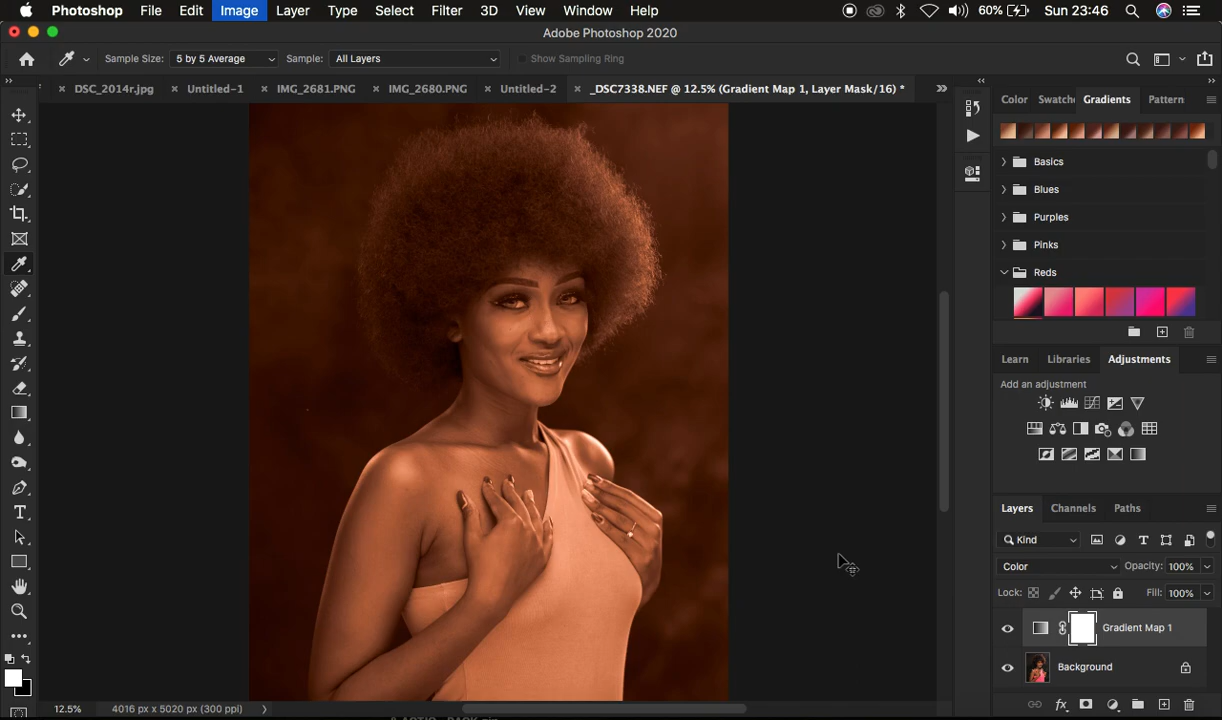 Photoshop File Edit Image Layer Type Select Filter 3D View Window Help 60% Sun 23:46
Adobe Photoshop 2020
Sample Size: 5 by 5 Average Sample: All Layers Show Sampling Ring
DSC_2014r.jpg Untitled-1 IMG_2681.PNG IMG_2680.PNG Untitled-2 _DSC7338.NEF @ 12.5% (Gradient Map 1, Layer Mask/16) *
Color Swatche Gradients Pattern
Basics
Blues
Purples
Pinks
Reds
Learn Libraries Adjustments
Add an adjustment
Layers Channels Paths
Kind
Color Opacity: 100%
Lock: Fill: 100%
Gradient Map 1
Background
12.5% 4016 px x 5020 px (300 ppi)